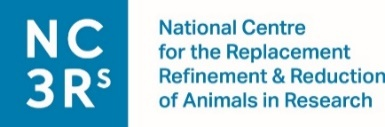 NC
3Rs
National Centre
for the Replacement
Refinement & Reduction
of Animals in Research